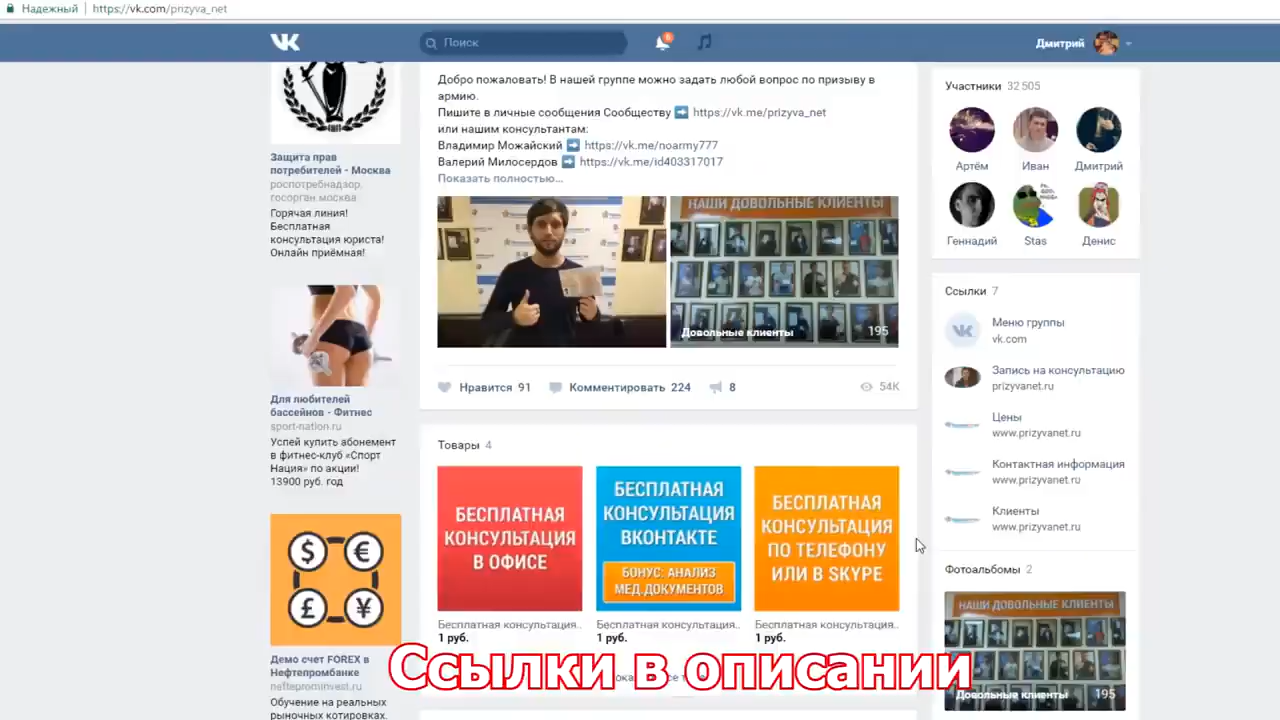 Надежный
https://vk.com/prizyva_net
Поиск
6
Дмитрий
Защита прав
потребителей - Москва
роспотребнадзор.
госорган.москва
Горячая линия!
Бесплатная
консультация юриста!
Онлайн приёмная!
Для любителей
бассейнов - Фитнес
sport-nation.ru
Успей купить абонемент
в фитнес-клуб «Спорт
Нация» по акции!
13900 руб. год
Демо счет FOREX в
Нефтепромбанке
nefteprominvest.ru
Обучение на реальных
рыночных котировках.
Добро пожаловать! В нашей группе можно задать любой вопрос по призыву в
армию.
Пишите в личные сообщения Сообществу ➡ https://vk.me/prizyva_net
или нашим консультантам:
Владимир Можайский ➡ https://vk.me/noarmy777
Валерий Милосердов ➡ https://vk.me/id403317017
Показать полностью...
НАШИ ДОВОЛЬНЫЕ КЛИЕНТЫ
Довольные клиенты 195
Нравится 91 Комментировать 224 8 54K
Товары 4
БЕСПЛАТНАЯ
КОНСУЛЬТАЦИЯ
В ОФИСЕ
БЕСПЛАТНАЯ
КОНСУЛЬТАЦИЯ
ВКОНТАКТЕ
БОНУС: АНАЛИЗ
МЕД.ДОКУМЕНТОВ
БЕСПЛАТНАЯ
КОНСУЛЬТАЦИЯ
ПО ТЕЛЕФОНУ
ИЛИ В SKYPE
Бесплатная консультация..
1 руб.
Бесплатная консультация..
1 руб.
Бесплатная консультация..
1 руб.
Ссылки в описании
Участники 32 505
Артём Иван Дмитрий
Геннадий Stas Денис
Ссылки 7
Меню группы
vk.com
Запись на консультацию
prizyvanet.ru
Цены
www.prizyvanet.ru
Контактная информация
www.prizyvanet.ru
Клиенты
www.prizyvanet.ru
Фотоальбомы 2
НАШИ ДОВОЛЬНЫЕ КЛИЕНТЫ
Довольные клиенты 195